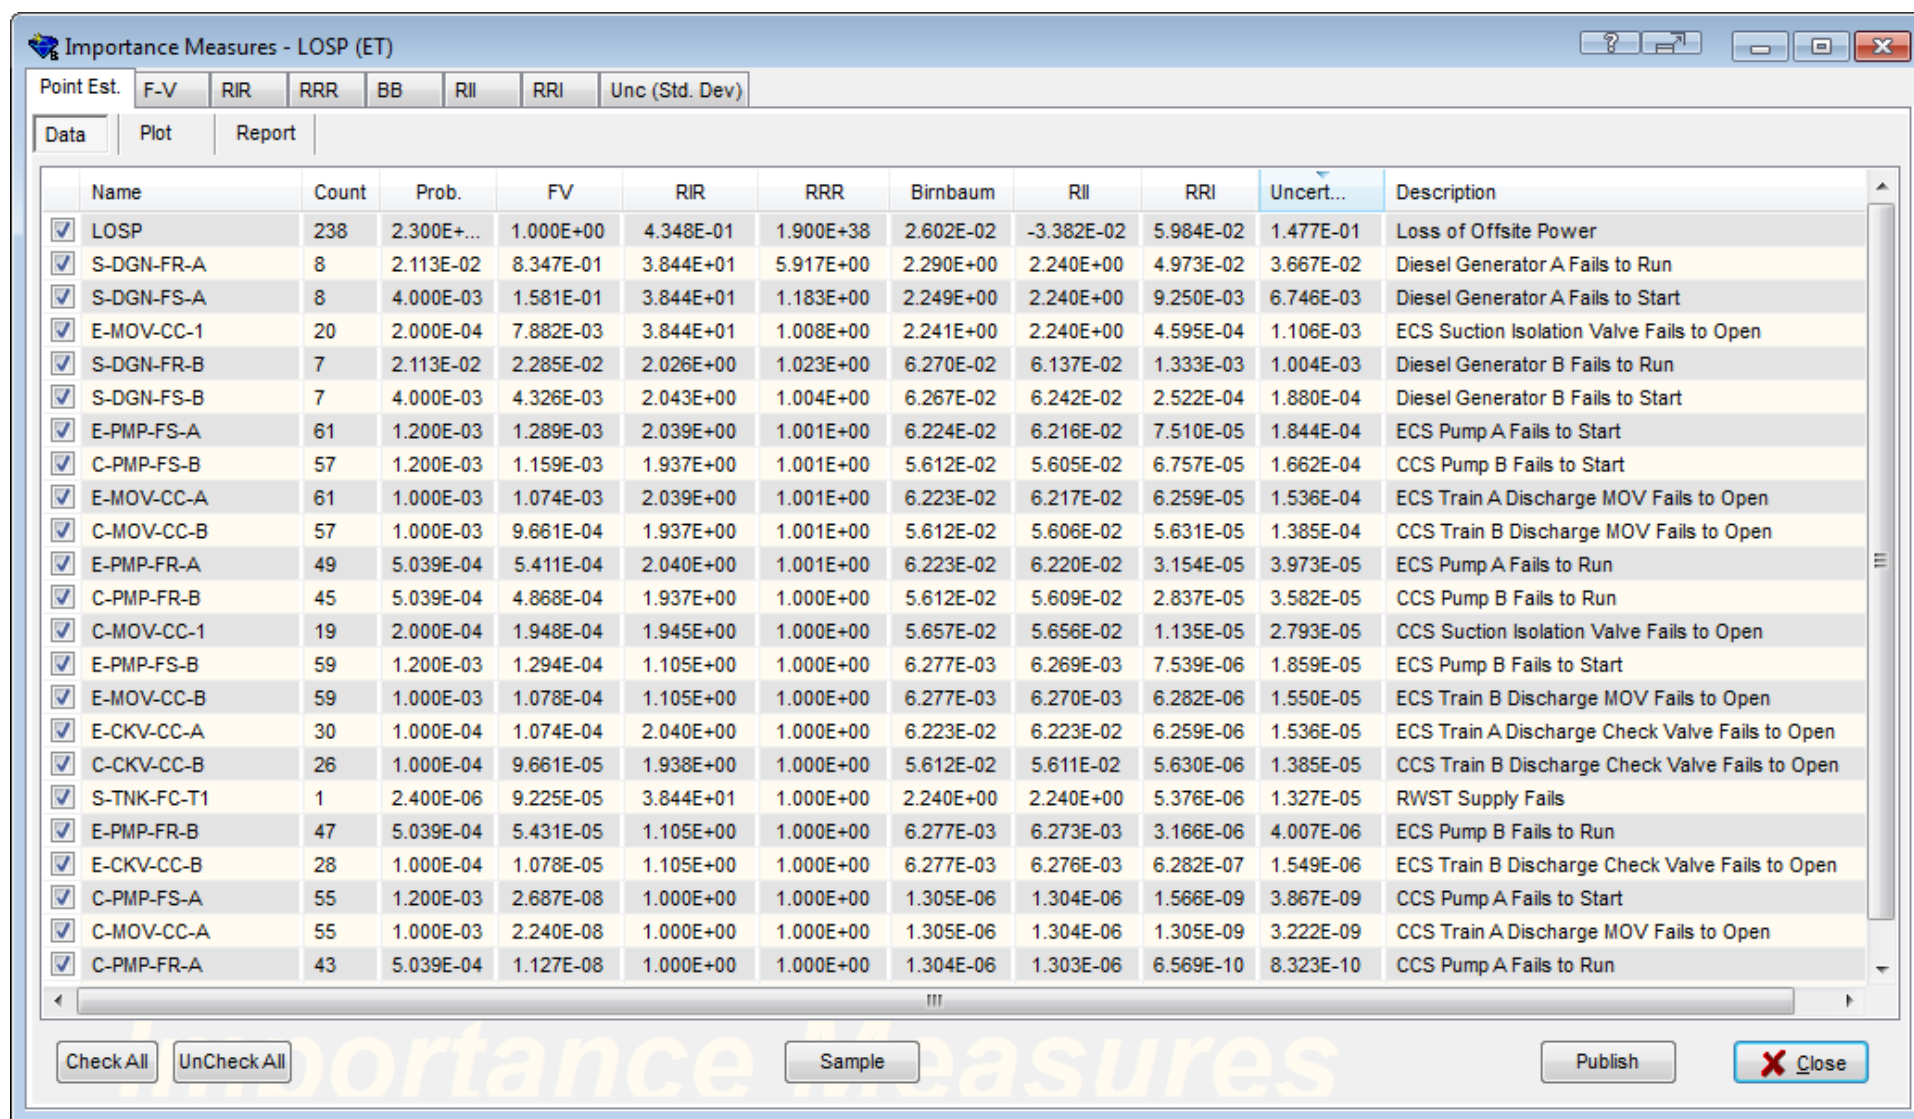 Importance Measures - LOSP (ET)
Point Est. F-V RIR RRR BB RII RRI Unc (Std. Dev)
Data Plot Report
Name Count Prob. FV RIR RRR Birnbaum RII RRI Uncert... Description
LOSP 238 2.300E+... 1.000E+00 4.348E-01 1.900E+38 2.602E-02 -3.382E-02 5.984E-02 1.477E-01 Loss of Offsite Power
S-DGN-FR-A 8 2.113E-02 8.347E-01 3.844E+01 5.917E+00 2.290E+00 2.240E+00 4.973E-02 3.667E-02 Diesel Generator A Fails to Run
S-DGN-FS-A 8 4.000E-03 1.581E-01 3.844E+01 1.183E+00 2.249E+00 2.240E+00 9.250E-03 6.746E-03 Diesel Generator A Fails to Start
E-MOV-CC-1 20 2.000E-04 7.882E-03 3.844E+01 1.008E+00 2.241E+00 2.240E+00 4.595E-04 1.106E-03 ECS Suction Isolation Valve Fails to Open
S-DGN-FR-B 7 2.113E-02 2.285E-02 2.026E+00 1.023E+00 6.270E-02 6.137E-02 1.333E-03 1.004E-03 Diesel Generator B Fails to Run
S-DGN-FS-B 7 4.000E-03 4.326E-03 2.043E+00 1.004E+00 6.267E-02 6.242E-02 2.522E-04 1.880E-04 Diesel Generator B Fails to Start
E-PMP-FS-A 61 1.200E-03 1.289E-03 2.039E+00 1.001E+00 6.224E-02 6.216E-02 7.510E-05 1.844E-04 ECS Pump A Fails to Start
C-PMP-FS-B 57 1.200E-03 1.159E-03 1.937E+00 1.001E+00 5.612E-02 5.605E-02 6.757E-05 1.662E-04 CCS Pump B Fails to Start
E-MOV-CC-A 61 1.000E-03 1.074E-03 2.039E+00 1.001E+00 6.223E-02 6.217E-02 6.259E-05 1.536E-04 ECS Train A Discharge MOV Fails to Open
C-MOV-CC-B 57 1.000E-03 9.661E-04 1.937E+00 1.001E+00 5.612E-02 5.606E-02 5.631E-05 1.385E-04 CCS Train B Discharge MOV Fails to Open
E-PMP-FR-A 49 5.039E-04 5.411E-04 2.040E+00 1.001E+00 6.223E-02 6.220E-02 3.154E-05 3.973E-05 ECS Pump A Fails to Run
C-PMP-FR-B 45 5.039E-04 4.868E-04 1.937E+00 1.000E+00 5.612E-02 5.609E-02 2.837E-05 3.582E-05 CCS Pump B Fails to Run
C-MOV-CC-1 19 2.000E-04 1.948E-04 1.945E+00 1.000E+00 5.657E-02 5.656E-02 1.135E-05 2.793E-05 CCS Suction Isolation Valve Fails to Open
E-PMP-FS-B 59 1.200E-03 1.294E-04 1.105E+00 1.000E+00 6.277E-03 6.269E-03 7.539E-06 1.859E-05 ECS Pump B Fails to Start
E-MOV-CC-B 59 1.000E-03 1.078E-04 1.105E+00 1.000E+00 6.277E-03 6.270E-03 6.282E-06 1.550E-05 ECS Train B Discharge MOV Fails to Open
E-CKV-CC-A 30 1.000E-04 1.074E-04 2.040E+00 1.000E+00 6.223E-02 6.223E-02 6.259E-06 1.536E-05 ECS Train A Discharge Check Valve Fails to Open
C-CKV-CC-B 26 1.000E-04 9.661E-05 1.938E+00 1.000E+00 5.612E-02 5.611E-02 5.630E-06 1.385E-05 CCS Train B Discharge Check Valve Fails to Open
S-TNK-FC-T1 1 2.400E-06 9.225E-05 3.844E+01 1.000E+00 2.240E+00 2.240E+00 5.376E-06 1.327E-05 RWST Supply Fails
E-PMP-FR-B 47 5.039E-04 5.431E-05 1.105E+00 1.000E+00 6.277E-03 6.273E-03 3.166E-06 4.007E-06 ECS Pump B Fails to Run
E-CKV-CC-B 28 1.000E-04 1.078E-05 1.105E+00 1.000E+00 6.277E-03 6.276E-03 6.282E-07 1.549E-06 ECS Train B Discharge Check Valve Fails to Open
C-PMP-FS-A 55 1.200E-03 2.687E-08 1.000E+00 1.000E+00 1.305E-06 1.304E-06 1.566E-09 3.867E-09 CCS Pump A Fails to Start
C-MOV-CC-A 55 1.000E-03 2.240E-08 1.000E+00 1.000E+00 1.305E-06 1.304E-06 1.305E-09 3.222E-09 CCS Train A Discharge MOV Fails to Open
C-PMP-FR-A 43 5.039E-04 1.127E-08 1.000E+00 1.000E+00 1.304E-06 1.303E-06 6.569E-10 8.323E-10 CCS Pump A Fails to Run
Importance Measures
Check All UnCheck All Sample Publish Close